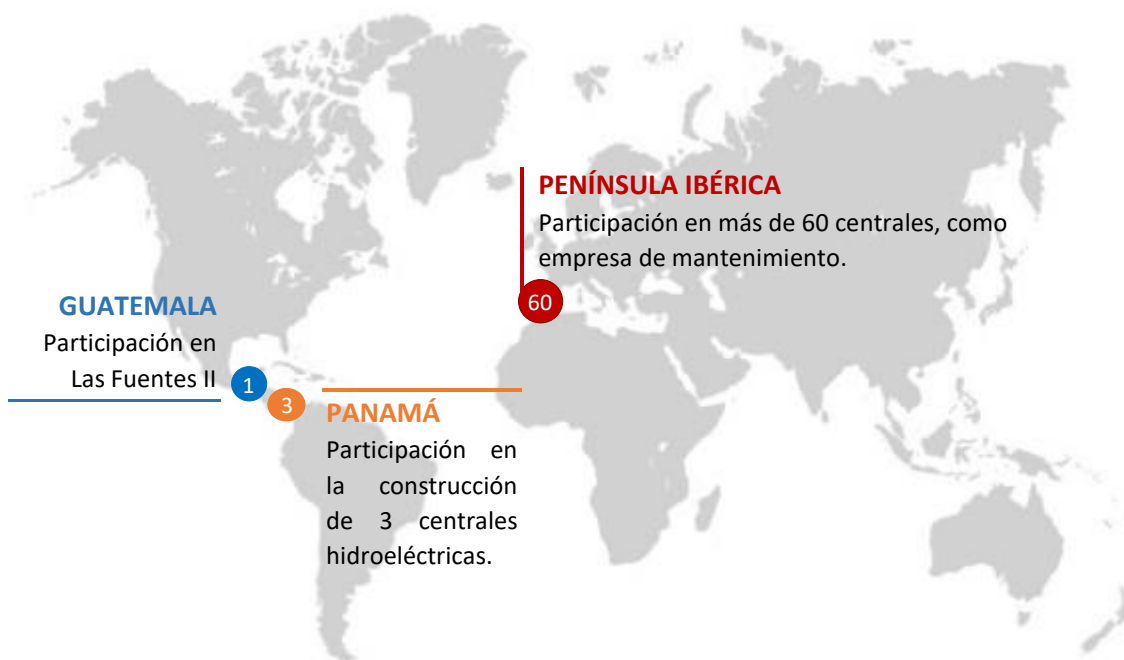 PENÍNSULA IBÉRICA
Participación en más de 60 centrales, como
empresa de mantenimiento.
60
GUATEMALA
Participación en
Las Fuentes II
1
3
PANAMÁ
Participación en
la construcción
de 3 centrales
hidroeléctricas.